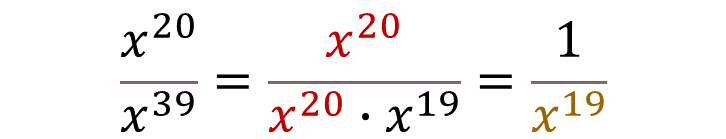 x^20 / x^39 = x^20 / (x^20 · x^19) = 1 / x^19